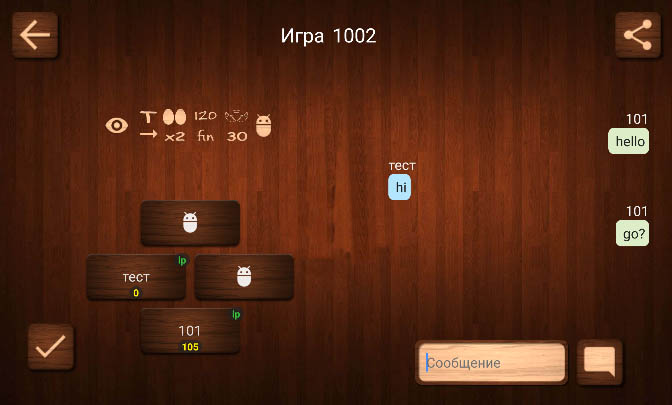 Игра 1002
T 120
x2 fin 30
101
hello
тест
hi
101
go?
ip
тест
0
ip
101
105
Сообщение